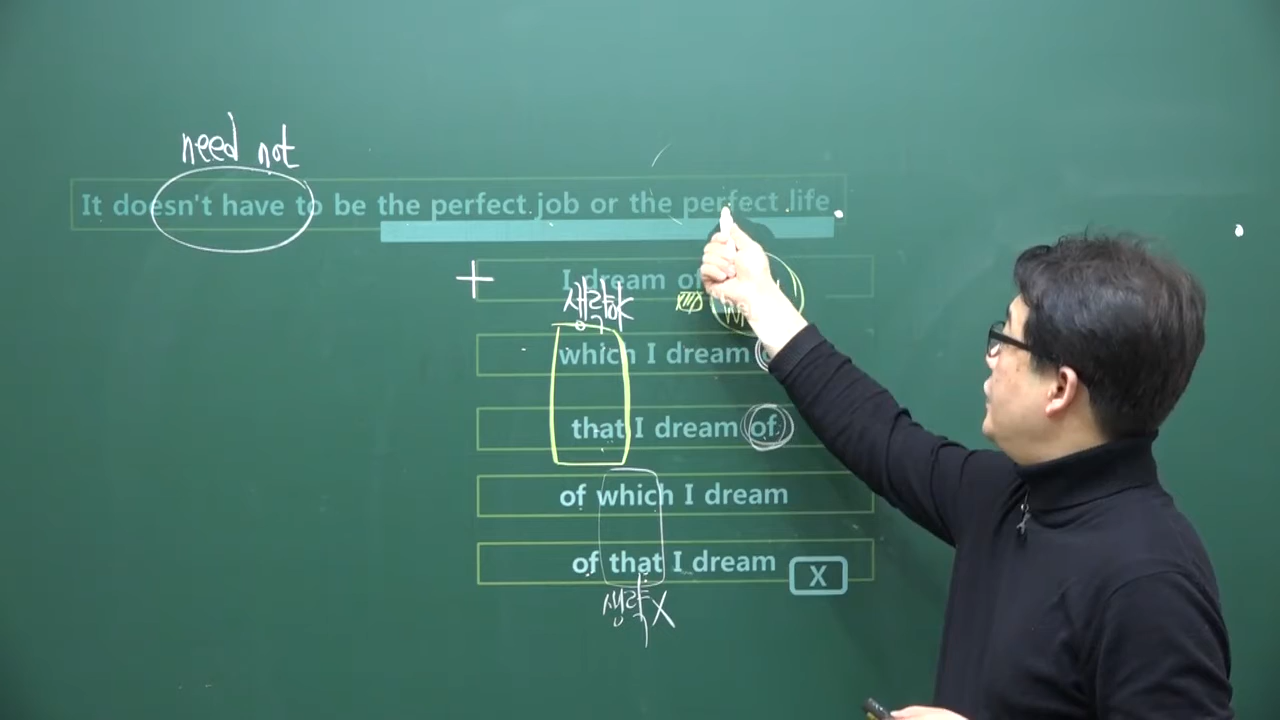 need not
It doesn't have to be the perfect job or the perfect life
I dream of
생략
which I dream
that I dream of
of which I dream
of that I dream X
생략X